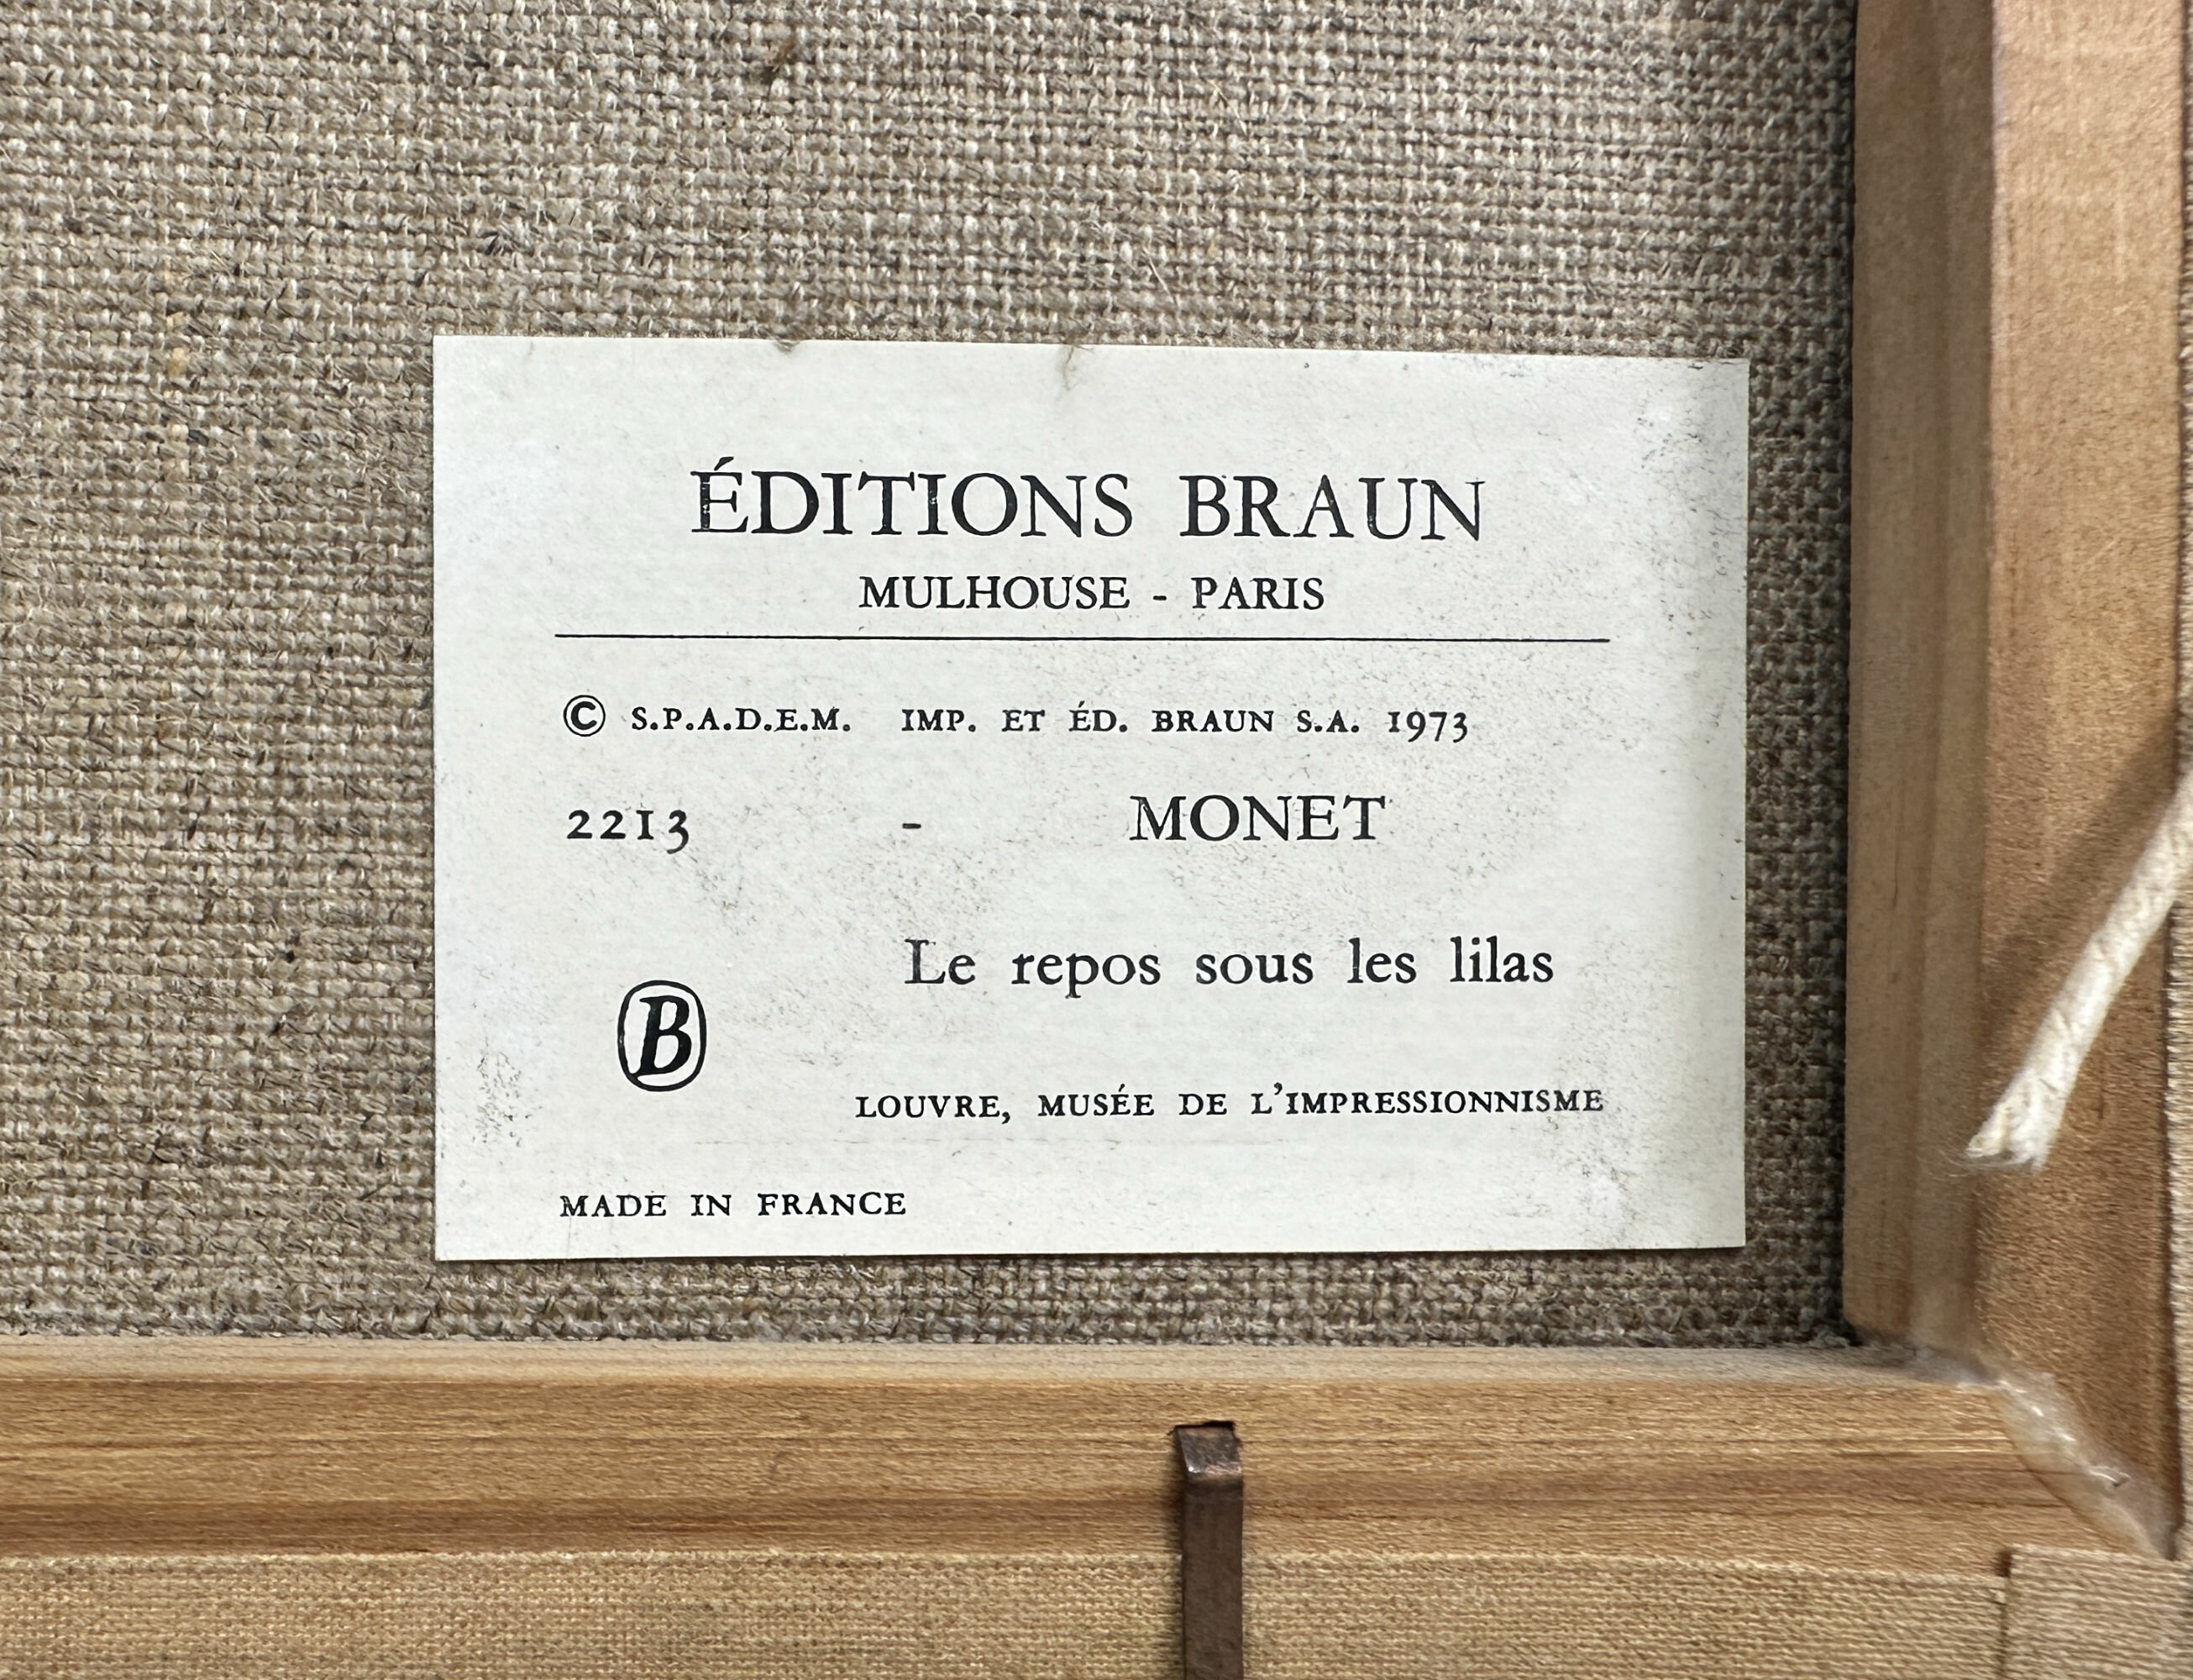 ÉDITIONS BRAUN
MULHOUSE - PARIS
© S.P.A.D.E.M. IMP. ET ÉD. BRAUN S.A. 1973
2213 - MONET
Le repos sous les lilas
B
LOUVRE, MUSÉE DE L'IMPRESSIONNISME
MADE IN FRANCE